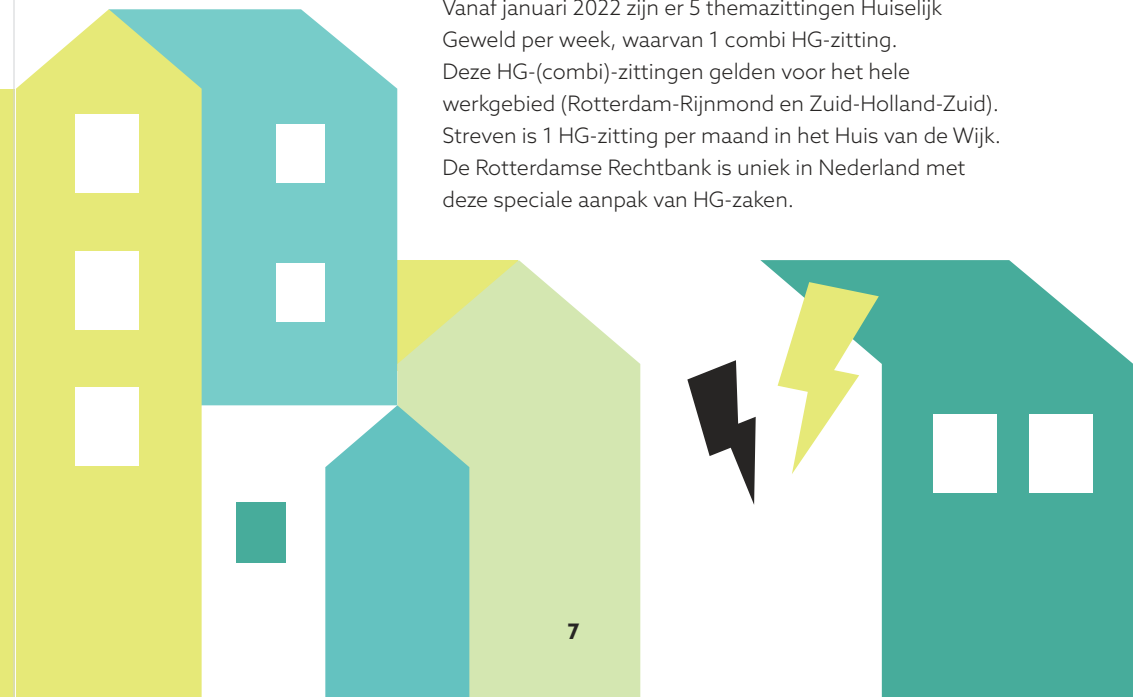 Vanaf januari 2022 zijn er 5 themazittingen Huiselijk
Geweld per week, waarvan 1 combi HG-zitting.
Deze HG-(combi)-zittingen gelden voor het hele
werkgebied (Rotterdam-Rijnmond en Zuid-Holland-Zuid).
Streven is 1 HG-zitting per maand in het Huis van de Wijk.
De Rotterdamse Rechtbank is uniek in Nederland met
deze speciale aanpak van HG-zaken.
7